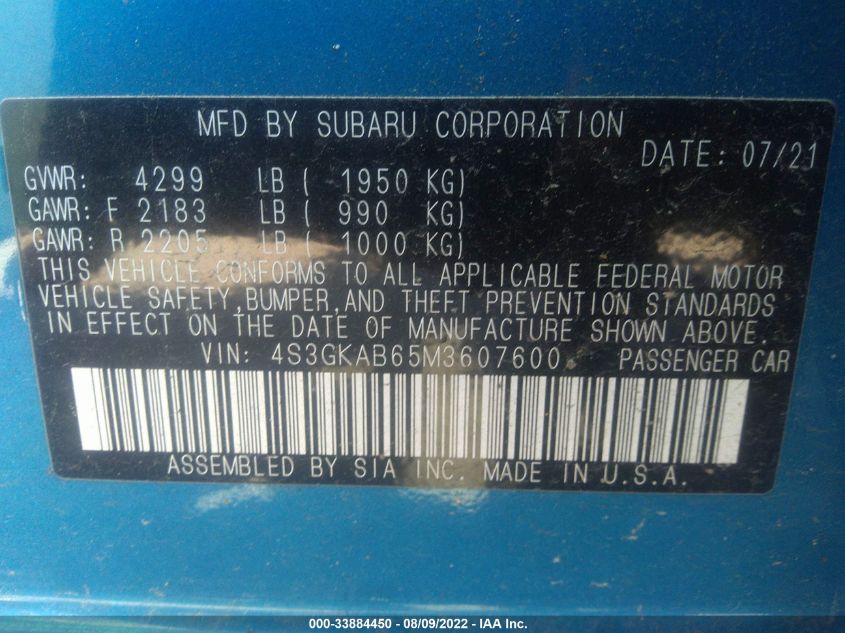 MFD BY SUBARU CORPORATION
DATE: 07/21
GVWR: 4299 LB ( 1950 KG)
GAWR: F 2183 LB ( 990 KG)
GAWR: R 2205 LB ( 1000 KG)
THIS VEHICLE CONFORMS TO ALL APPLICABLE FEDERAL MOTOR
VEHICLE SAFETY,BUMPER,AND THEFT PREVENTION STANDARDS
IN EFFECT ON THE DATE OF MANUFACTURE SHOWN ABOVE.
VIN: 4S3GKAB65M3607600 PASSENGER CAR
ASSEMBLED BY SIA INC. MADE IN U.S.A.
000-33884450 - 08/09/2022 - IAA Inc.